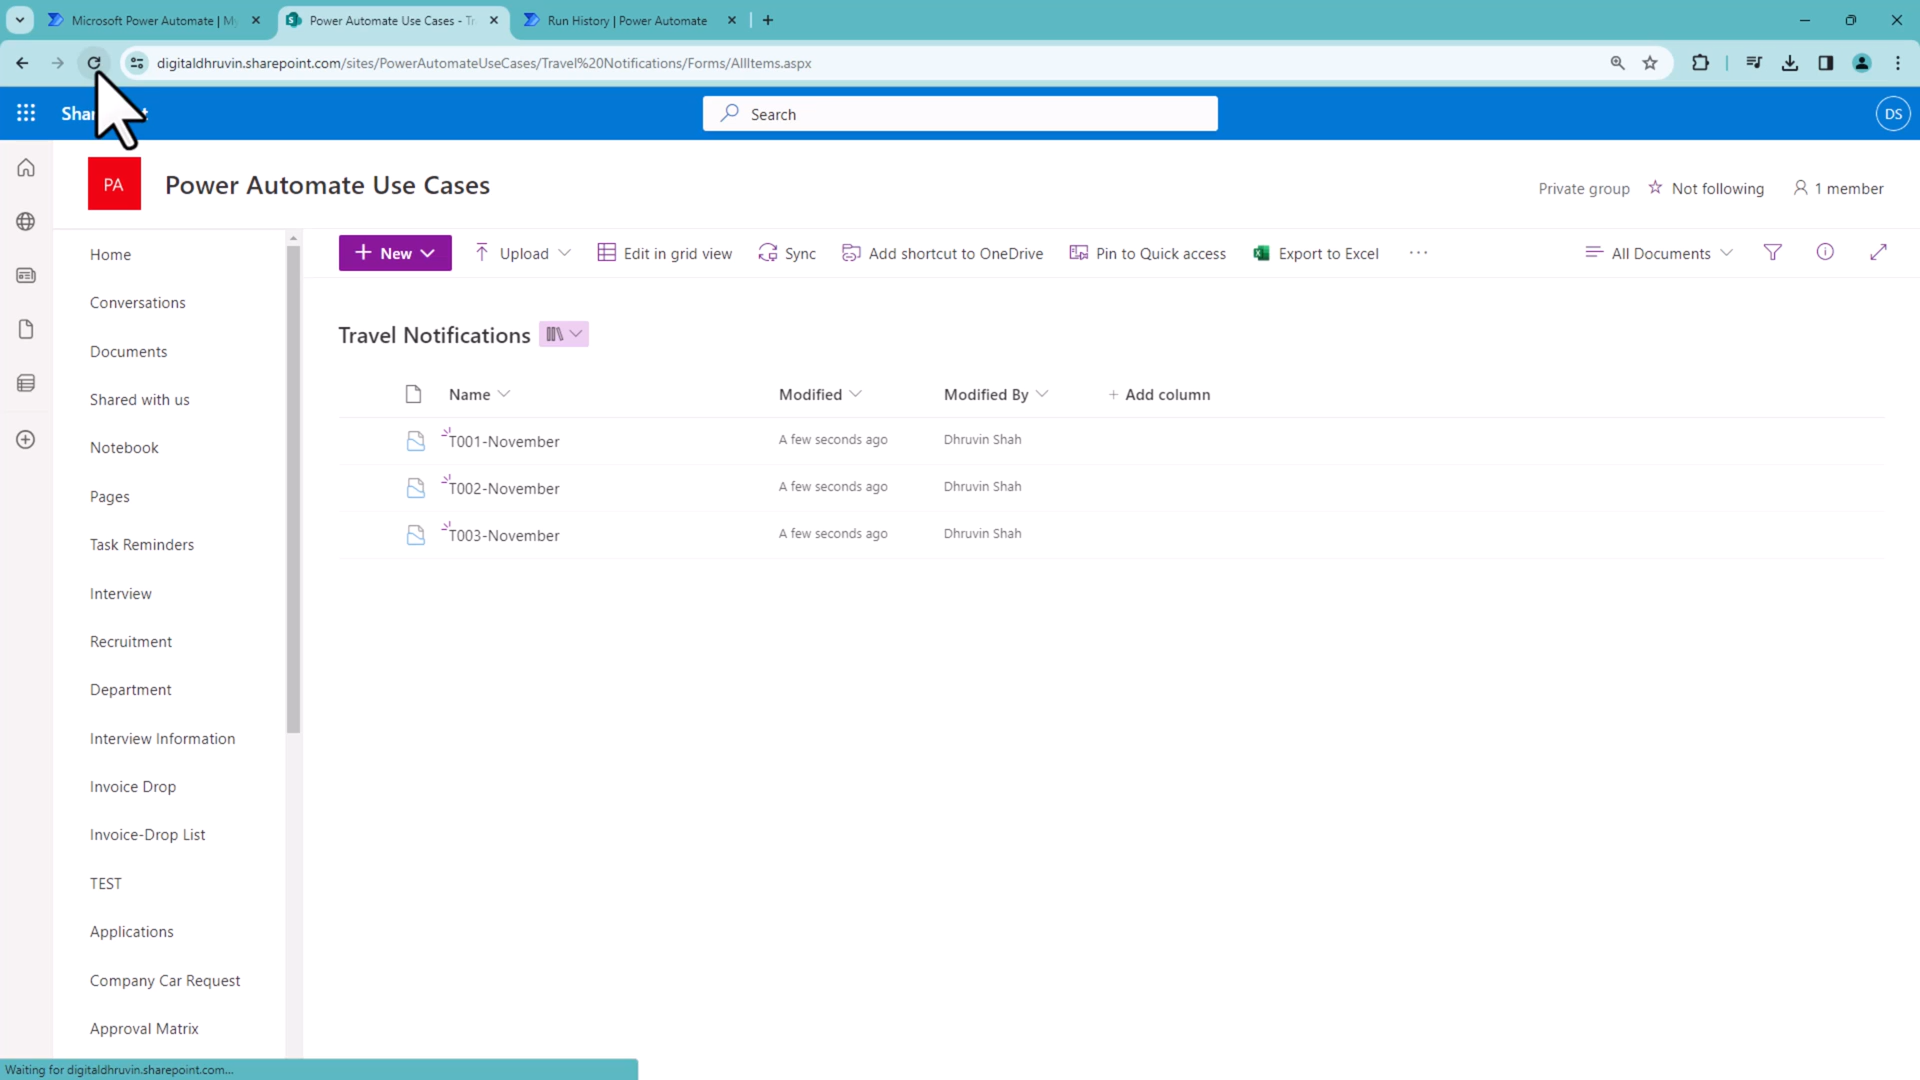 Microsoft Power Automate | M
Power Automate Use Cases - Tr
Run History | Power Automate
digitaldhruvin.sharepoint.com/sites/PowerAutomateUseCases/Travel%20Notifications/Forms/AllItems.aspx
Search
DS
PA
Power Automate Use Cases
Private group
Not following
1 member
New
Upload
Edit in grid view
Sync
Add shortcut to OneDrive
Pin to Quick access
Export to Excel
All Documents
Home
Conversations
Documents
Shared with us
Notebook
Pages
Task Reminders
Interview
Recruitment
Department
Interview Information
Invoice Drop
Invoice-Drop List
TEST
Applications
Company Car Request
Approval Matrix
Travel Notifications
Name
Modified
Modified By
Add column
T001-November
A few seconds ago
Dhruvin Shah
T002-November
A few seconds ago
Dhruvin Shah
T003-November
A few seconds ago
Dhruvin Shah
Waiting for digitaldhruvin.sharepoint.com...